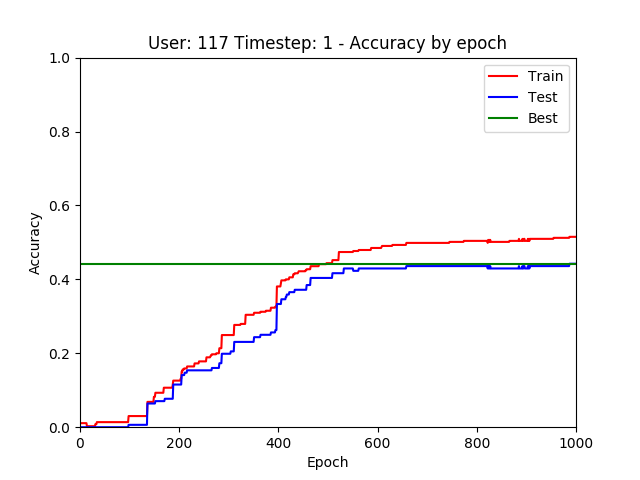 User: 117 Timestep: 1 - Accuracy by epoch
1.0
0.8
0.6
0.4
0.2
0.0
Accuracy
Train
Test
Best
0 200 400 600 800 1000
Epoch